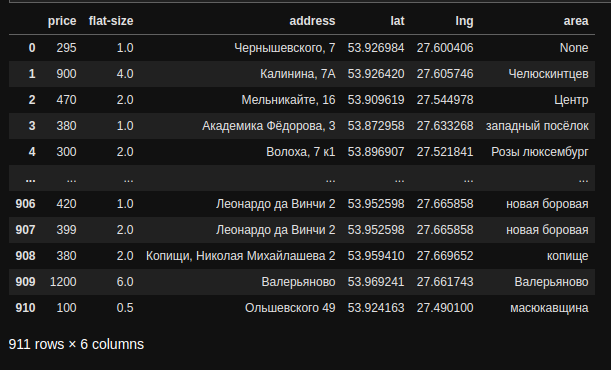 price flat-size address lat lng area
0 295 1.0 Чернышевского, 7 53.926984 27.600406 None
1 900 4.0 Калинина, 7А 53.926420 27.605746 Челюскинтцев
2 470 2.0 Мельникайте, 16 53.909619 27.544978 Центр
3 380 1.0 Академика Фёдорова, 3 53.872958 27.633268 западный посёлок
4 300 2.0 Волоха, 7 к1 53.896907 27.521841 Розы люксембург
... ... ... ... ... ... ...
906 420 1.0 Леонардо да Винчи 2 53.952598 27.665858 новая боровая
907 399 2.0 Леонардо да Винчи 2 53.952598 27.665858 новая боровая
908 380 2.0 Копищи, Николая Михайлашева 2 53.959410 27.669652 копище
909 1200 6.0 Валерьяново 53.969241 27.661743 Валерьяново
910 100 0.5 Ольшевского 49 53.924163 27.490100 масюкавщина
911 rows × 6 columns